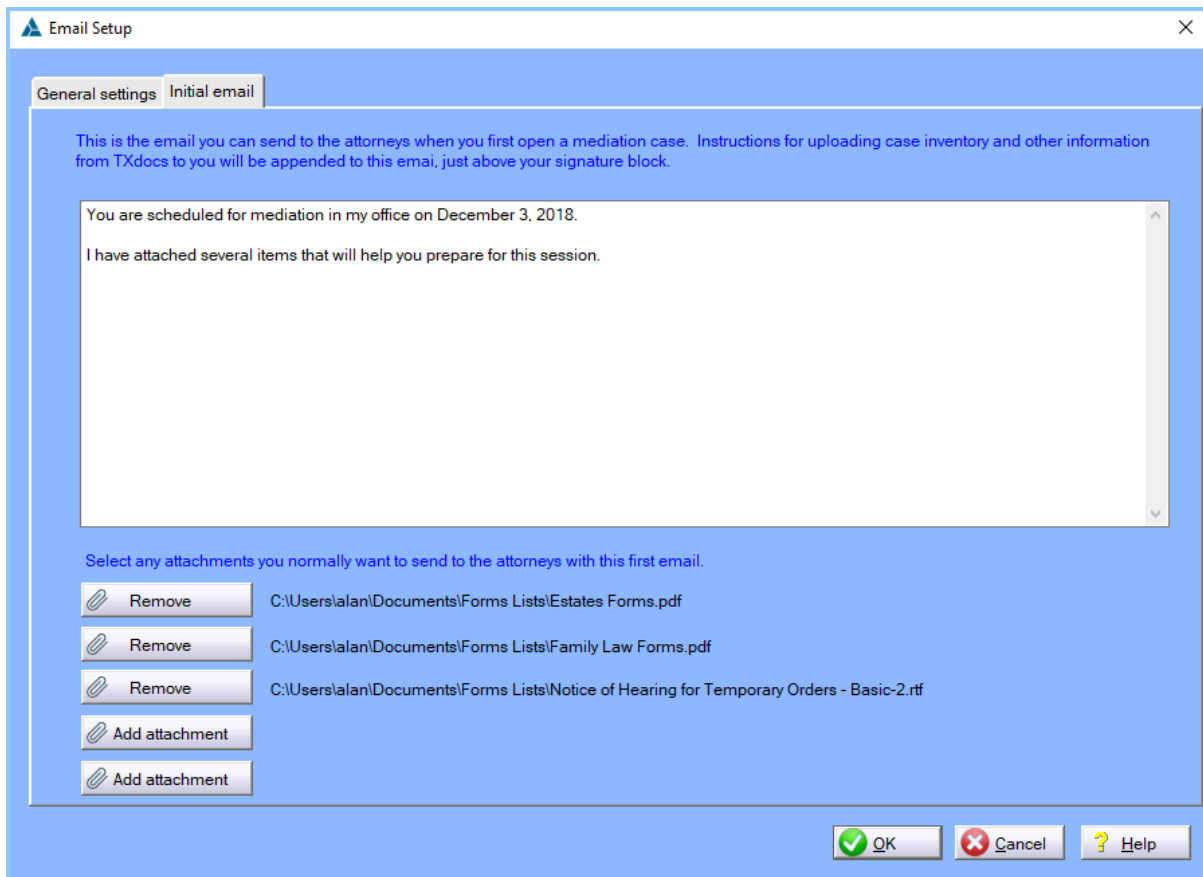 Email Setup
General settings
Initial email
This is the email you can send to the attorneys when you first open a mediation case.  Instructions for uploading case inventory and other information
from TXdocs to you will be appended to this emai, just above your signature block.
You are scheduled for mediation in my office on December 3, 2018.
I have attached several items that will help you prepare for this session.
Select any attachments you normally want to send to the attorneys with this first email.
Remove C:\Users\alan\Documents\Forms Lists\Estates Forms.pdf
Remove C:\Users\alan\Documents\Forms Lists\Family Law Forms.pdf
Remove C:\Users\alan\Documents\Forms Lists\Notice of Hearing for Temporary Orders - Basic-2.rtf
Add attachment
Add attachment
OK Cancel Help